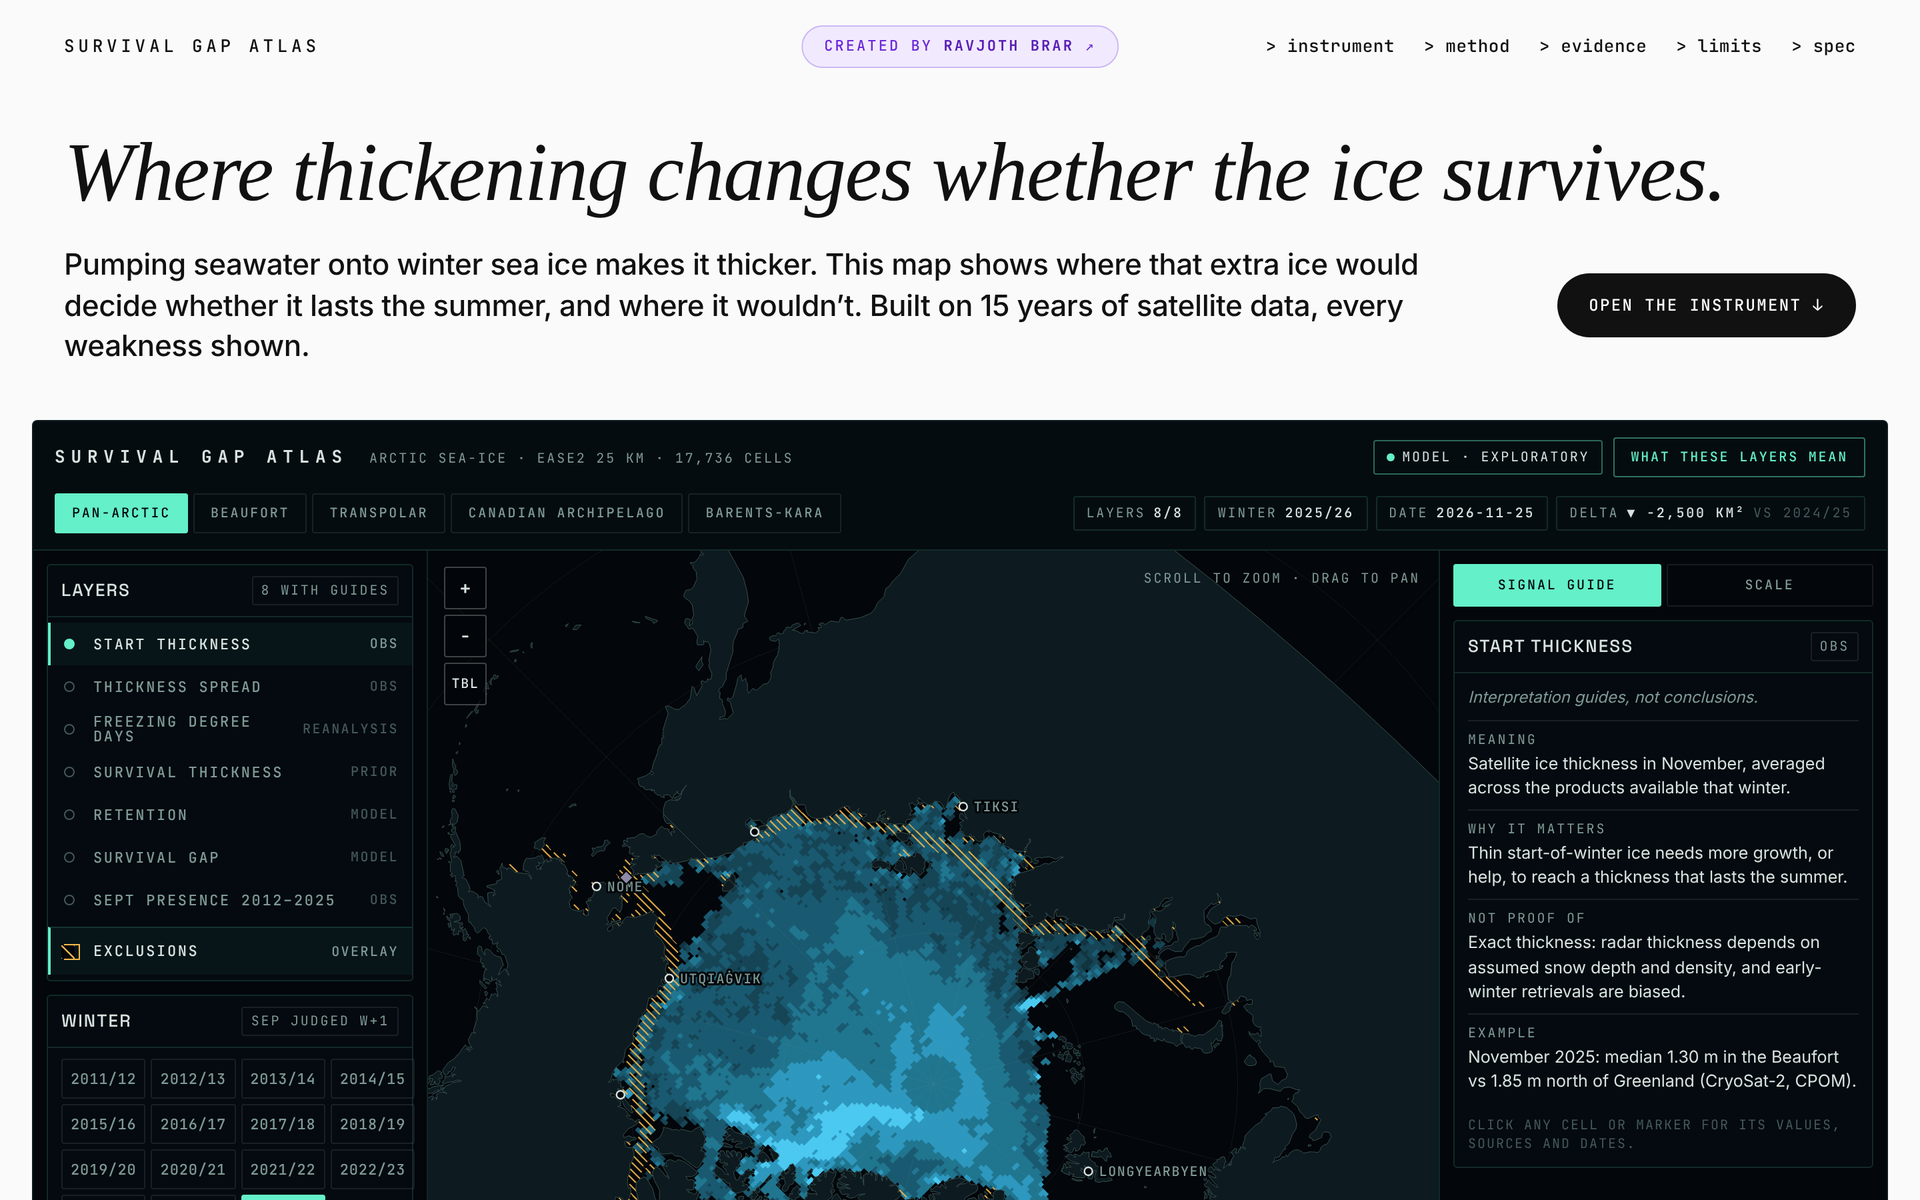 SURVIVAL GAP ATLAS
CREATED BY RAVJOTH BRAR ↗
> instrument > method > evidence > limits > spec
Where thickening changes whether the ice survives.
Pumping seawater onto winter sea ice makes it thicker. This map shows where that extra ice would
decide whether it lasts the summer, and where it wouldn’t. Built on 15 years of satellite data, every
weakness shown.
OPEN THE INSTRUMENT ↓
SURVIVAL GAP ATLAS
ARCTIC SEA-ICE · EASE2 25 KM · 17,736 CELLS
MODEL · EXPLORATORY
WHAT THESE LAYERS MEAN
PAN-ARCTIC
BEAUFORT
TRANSPOLAR
CANADIAN ARCHIPELAGO
BARENTS-KARA
LAYERS 8/8
WINTER 2025/26
DATE 2026-11-25
DELTA ▼ -2,500 KM² VS 2024/25
LAYERS
8 WITH GUIDES
START THICKNESS OBS
THICKNESS SPREAD OBS
FREEZING DEGREE
DAYS
REANALYSIS
SURVIVAL THICKNESS PRIOR
RETENTION MODEL
SURVIVAL GAP MODEL
SEPT PRESENCE 2012–2025 OBS
EXCLUSIONS OVERLAY
WINTER
SEP JUDGED W+1
2011/12 2012/13 2013/14 2014/15
2015/16 2016/17 2017/18 2018/19
2019/20 2020/21 2021/22 2022/23
+
-
TBL
SCROLL TO ZOOM · DRAG TO PAN
TIKSI
NOME
UTQIAĠVIK
LONGYEARBYEN
SIGNAL GUIDE
SCALE
START THICKNESS
OBS
Interpretation guides, not conclusions.
MEANING
Satellite ice thickness in November, averaged
across the products available that winter.
WHY IT MATTERS
Thin start-of-winter ice needs more growth, or
help, to reach a thickness that lasts the summer.
NOT PROOF OF
Exact thickness: radar thickness depends on
assumed snow depth and density, and early-
winter retrievals are biased.
EXAMPLE
November 2025: median 1.30 m in the Beaufort
vs 1.85 m north of Greenland (CryoSat-2, CPOM).
CLICK ANY CELL OR MARKER FOR ITS VALUES,
SOURCES AND DATES.